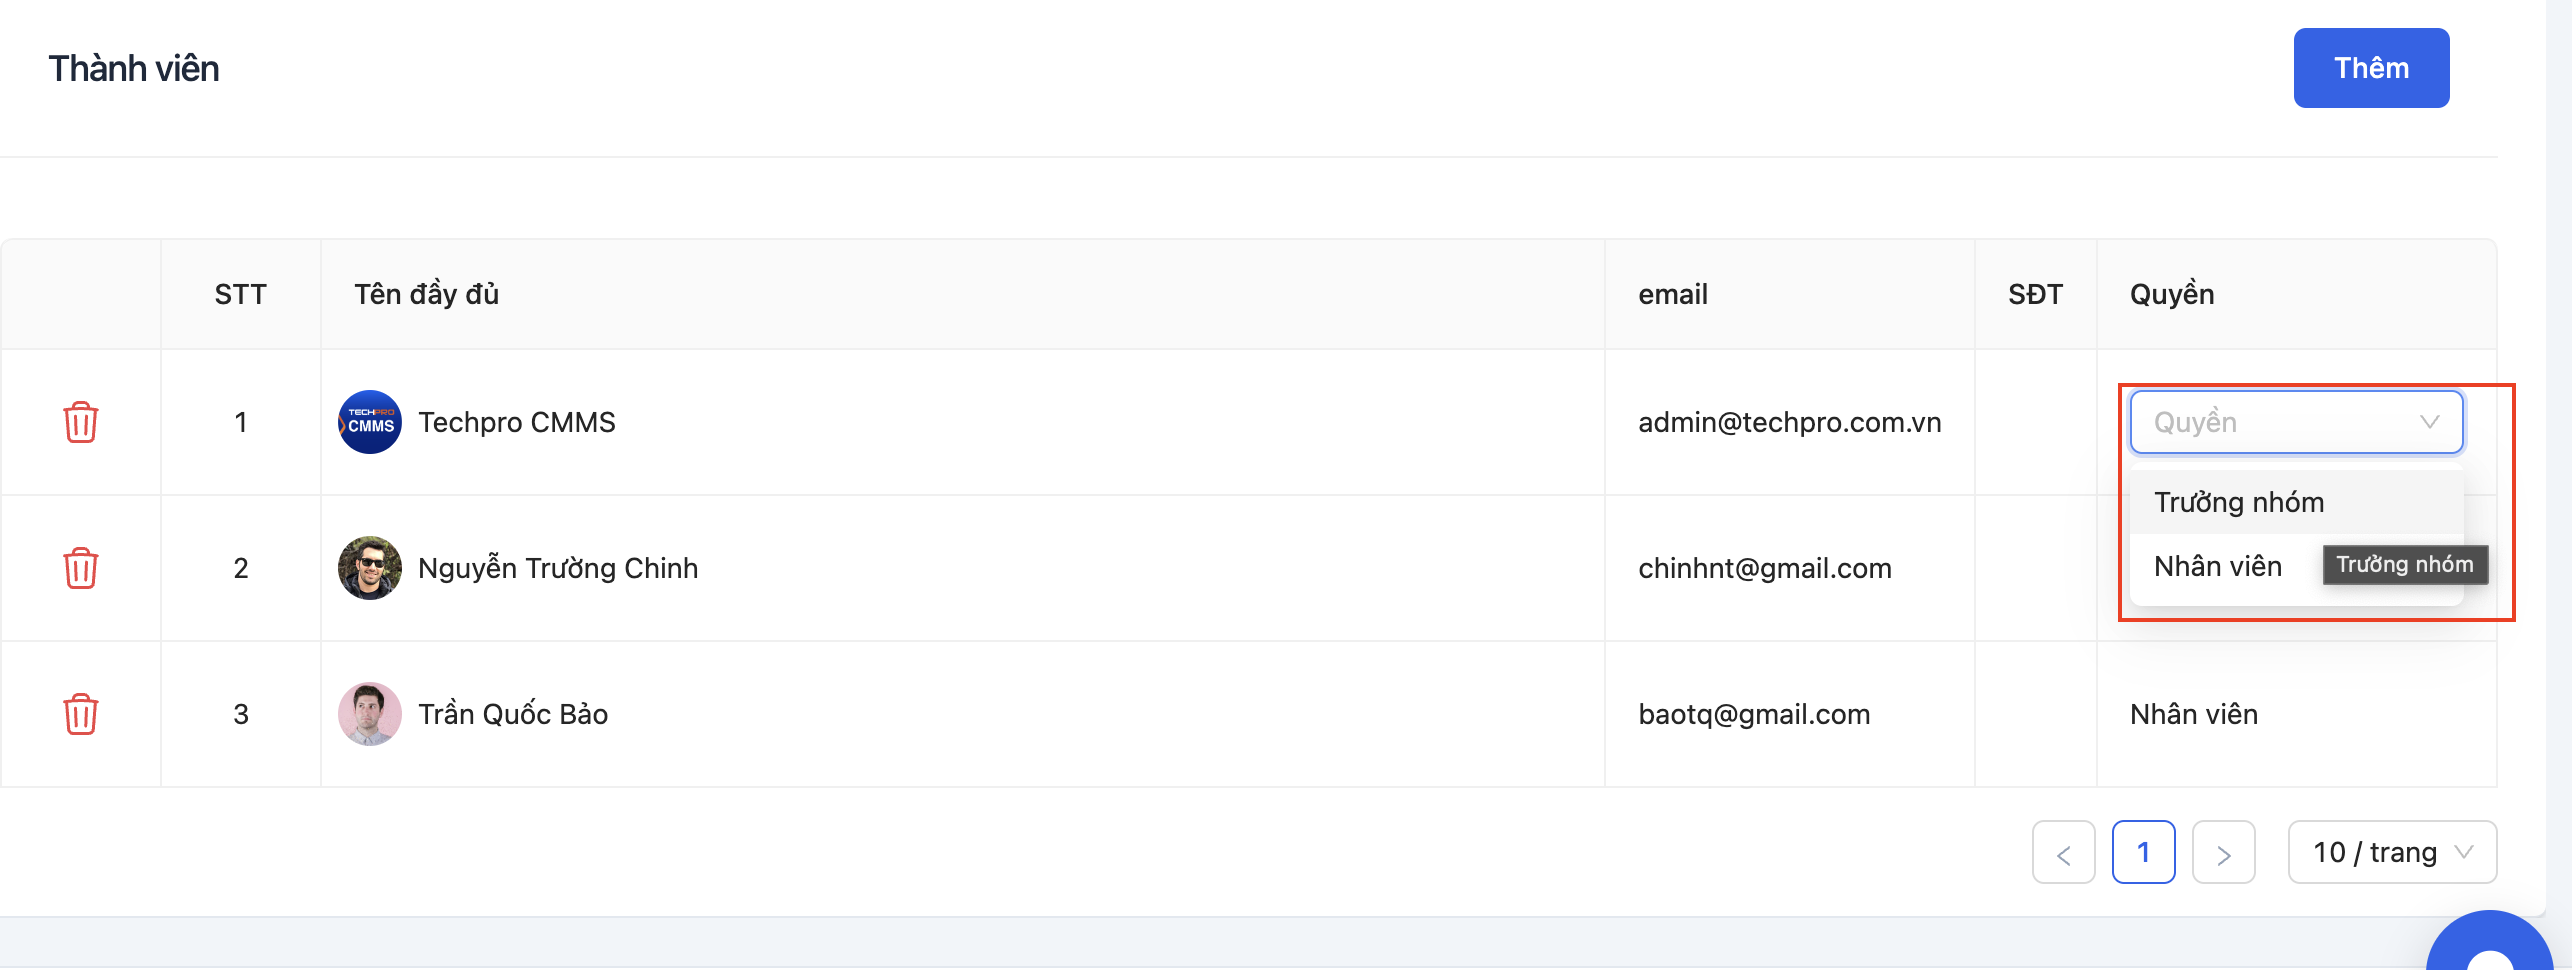 Thành viên
Thêm
STT Tên đầy đủ email SĐT Quyền
1 TECHPRO CMMS Techpro CMMS admin@techpro.com.vn Quyền
Trưởng nhóm
2 Nguyễn Trường Chinh chinhnt@gmail.com Nhân viên Trưởng nhóm
3 Trần Quốc Bảo baotq@gmail.com Nhân viên
< 1 > 10 / trang